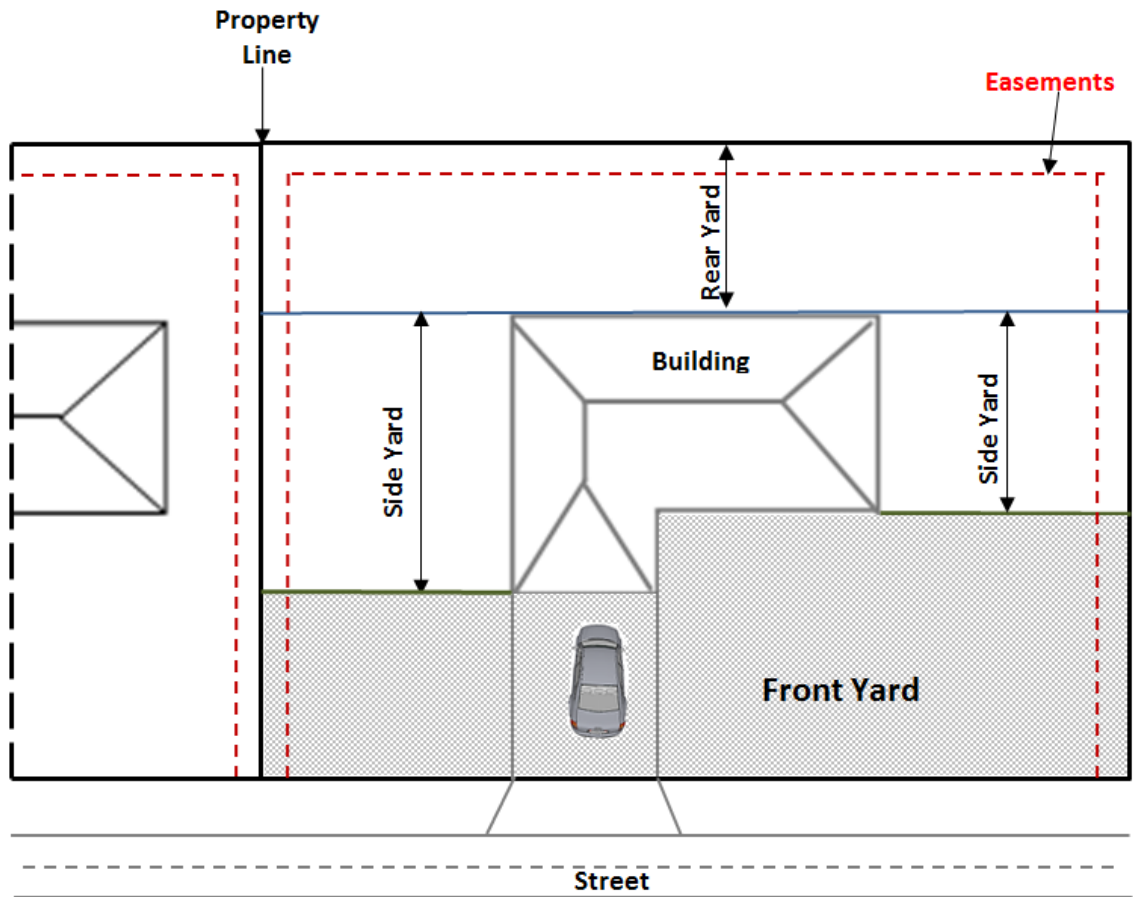 Property
Line
Easements
Rear Yard
Building
Side Yard
Side Yard
Front Yard
Street